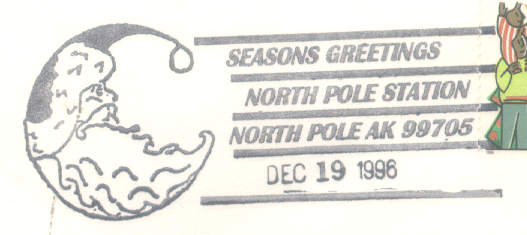 SEASONS GREETINGS
NORTH POLE STATION
NORTH POLE AK 99705
DEC 19 1996